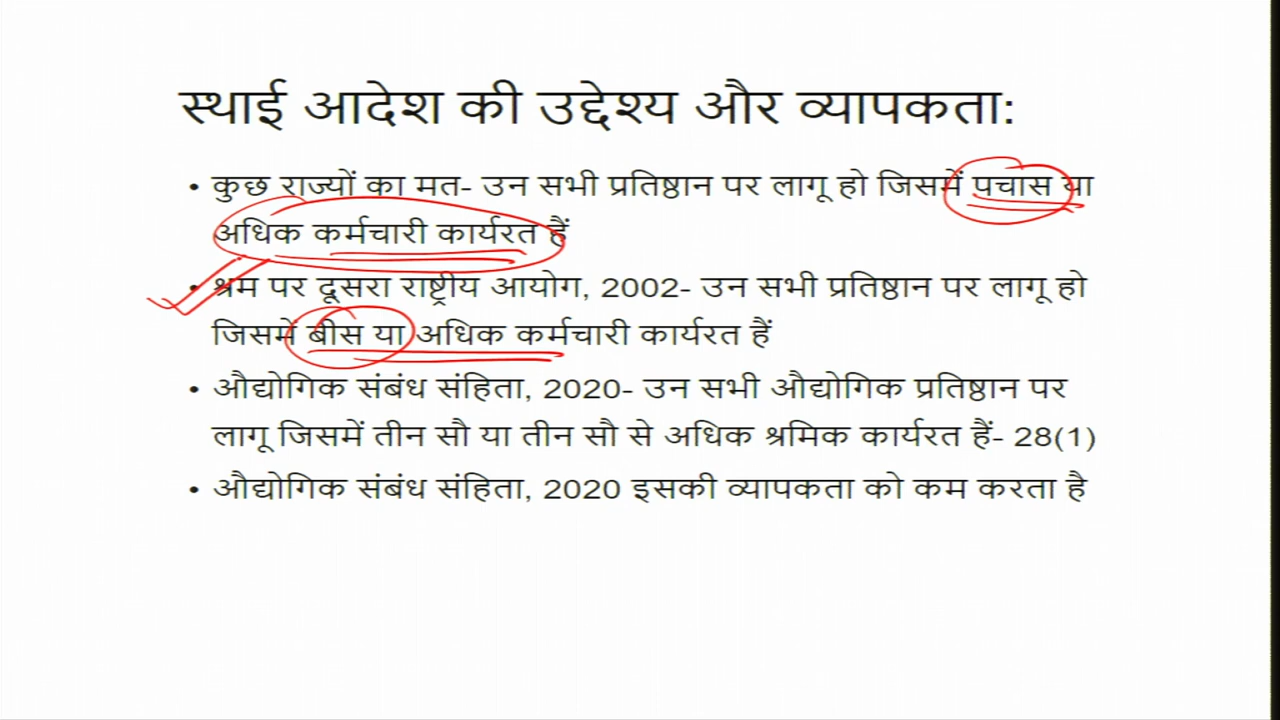 स्थाई आदेश की उद्देश्य और व्यापकता:
• कुछ राज्यों का मत- उन सभी प्रतिष्ठान पर लागू हो जिसमें पचास या
अधिक कर्मचारी कार्यरत हैं
• श्रम पर दूसरा राष्ट्रीय आयोग, 2002- उन सभी प्रतिष्ठान पर लागू हो
जिसमें बीस या अधिक कर्मचारी कार्यरत हैं
• औद्योगिक संबंध संहिता, 2020- उन सभी औद्योगिक प्रतिष्ठान पर
लागू जिसमें तीन सौ या तीन सौ से अधिक श्रमिक कार्यरत हैं- 28(1)
• औद्योगिक संबंध संहिता, 2020 इसकी व्यापकता को कम करता है